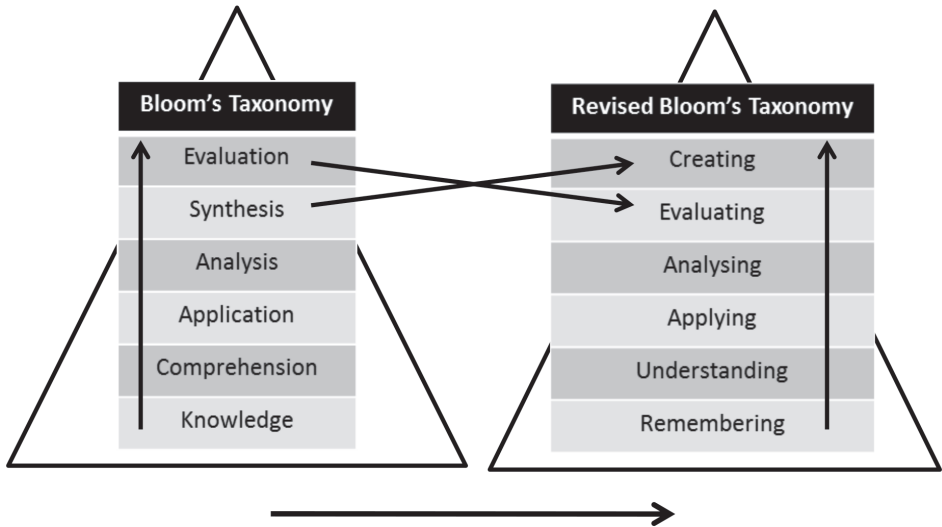 Bloom's Taxonomy
Evaluation
Synthesis
Analysis
Application
Comprehension
Knowledge
Revised Bloom's Taxonomy
Creating
Evaluating
Analysing
Applying
Understanding
Remembering